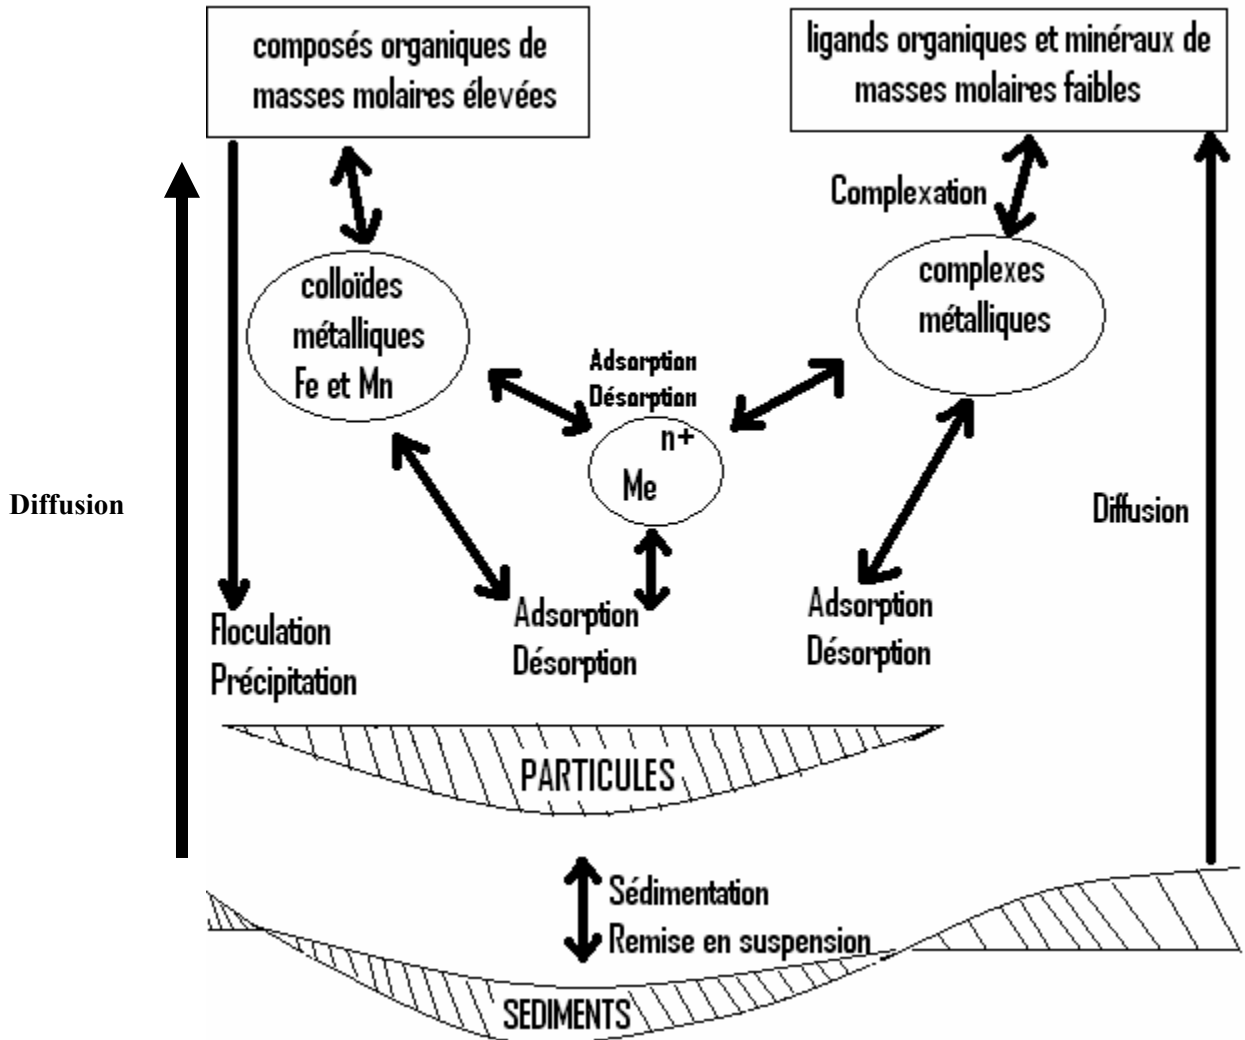 composés organiques de
masses molaires élevées
ligands organiques et minéraux de
masses molaires faibles
Complexation
colloïdes
métalliques
Fe et Mn
complexes
métalliques
Adsorption
Désorption
n+
Me
Diffusion
Diffusion
Floculation
Précipitation
Adsorption
Désorption
Adsorption
Désorption
PARTICULES
Sédimentation
Remise en suspension
SEDIMENTS